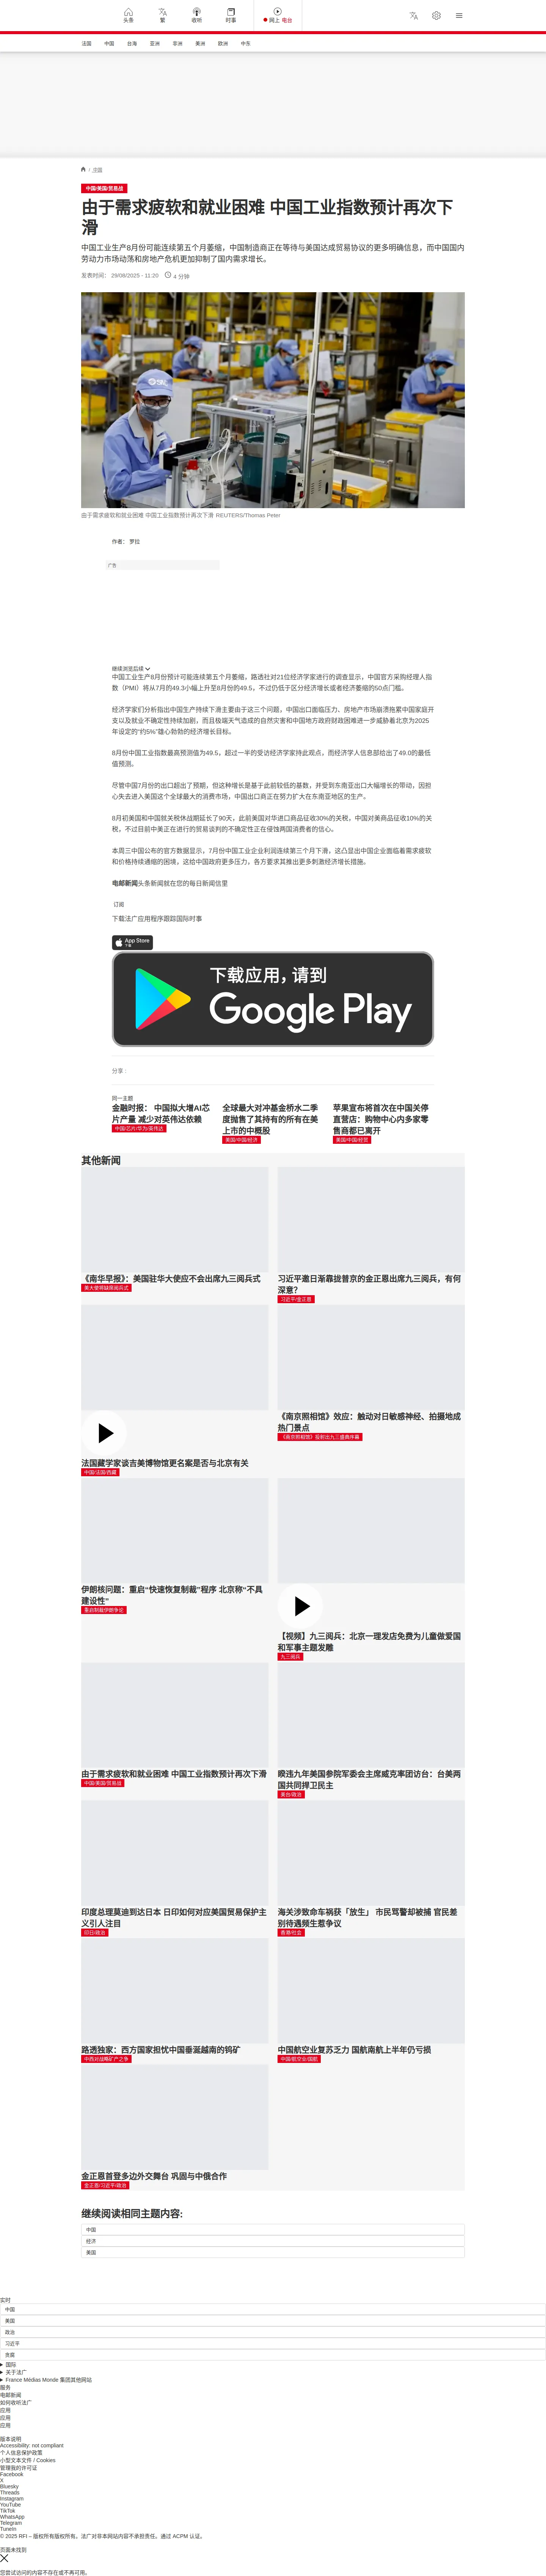 头条
繁
收听
时事
网上 电台
法国
中国
台海
亚洲
非洲
美洲
欧洲
中东
/ 中国
中国/美国/贸易战
由于需求疲软和就业困难 中国工业指数预计再次下
滑
中国工业生产8月份可能连续第五个月萎缩，中国制造商正在等待与美国达成贸易协议的更多明确信息，而中国国内
劳动力市场动荡和房地产危机更加抑制了国内需求增长。
发表时间： 29/08/2025 - 11:20
4 分钟
由于需求疲软和就业困难 中国工业指数预计再次下滑 REUTERS/Thomas Peter
作者： 罗拉
广告
继续浏览后续
中国工业生产8月份预计可能连续第五个月萎缩，路透社对21位经济学家进行的调查显示，中国官方采购经理人指
数（PMI）将从7月的49.3小幅上升至8月份的49.5，不过仍低于区分经济增长或者经济萎缩的50点门槛。
经济学家们分析指出中国生产持续下滑主要由于这三个问题，中国出口面临压力、房地产市场崩溃拖累中国家庭开
支以及就业不确定性持续加剧，而且极端天气造成的自然灾害和中国地方政府财政困难进一步威胁着北京为2025
年设定的“约5%”雄心勃勃的经济增长目标。
8月份中国工业指数最高预测值为49.5，超过一半的受访经济学家持此观点，而经济学人信息部给出了49.0的最低
值预测。
尽管中国7月份的出口超出了预期，但这种增长是基于此前较低的基数，并受到东南亚出口大幅增长的带动，因担
心失去进入美国这个全球最大的消费市场，中国出口商正在努力扩大在东南亚地区的生产。
8月初美国和中国就关税休战期延长了90天，此前美国对华进口商品征收30%的关税，中国对美商品征收10%的关
税，不过目前中美正在进行的贸易谈判的不确定性正在侵蚀两国消费者的信心。
本周三中国公布的官方数据显示，7月份中国工业企业利润连续第三个月下滑，这凸显出中国企业面临着需求疲软
和价格持续通缩的困境，这给中国政府更多压力，各方要求其推出更多刺激经济增长措施。
电邮新闻头条新闻就在您的每日新闻信里
订阅
下载法广应用程序跟踪国际时事
App Store
下载
下载应用，请到
Google Play
分享 :
同一主题
金融时报： 中国拟大增AI芯
片产量 减少对英伟达依赖
中国/芯片/华为/英伟达
全球最大对冲基金桥水二季
度抛售了其持有的所有在美
上市的中概股
美国/中国/经济
苹果宣布将首次在中国关停
直营店：购物中心内多家零
售商都已离开
美国/中国/经贸
其他新闻
《南华早报》：美国驻华大使应不会出席九三阅兵式
美大使将缺席阅兵式
习近平邀日渐靠拢普京的金正恩出席九三阅兵，有何
深意？
习近平/金正恩
法国藏学家谈吉美博物馆更名案是否与北京有关
中国/法国/西藏
《南京照相馆》效应：触动对日敏感神经、拍摄地成
热门景点
《南京照相馆》迎射出九三盛典序幕
伊朗核问题：重启“快速恢复制裁”程序 北京称“不具
建设性”
重启制裁伊朗争论
【视频】九三阅兵：北京一理发店免费为儿童做爱国
和军事主题发雕
九三阅兵
由于需求疲软和就业困难 中国工业指数预计再次下滑
中国/美国/贸易战
睽违九年美国参院军委会主席威克率团访台：台美两
国共同捍卫民主
美台/政治
印度总理莫迪到达日本 日印如何对应美国贸易保护主
义引人注目
印日/政治
海关涉致命车祸获「放生」 市民骂警却被捕 官民差
别待遇频生惹争议
香港/社会
路透独家：西方国家担忧中国垂涎越南的钨矿
中西对战略矿产之争
中国航空业复苏乏力 国航南航上半年仍亏损
中国/航空业/国航
金正恩首登多边外交舞台 巩固与中俄合作
金正恩/习近平/政治
继续阅读相同主题内容:
中国
经济
美国
实时
中国
美国
政治
习近平
贪腐
国际
关于法广
France Médias Monde 集团其他网站
服务
电邮新闻
如何收听法广
应用
应用
应用
版本说明
Accessibility: not compliant
个人信息保护政策
小型文本文件 / Cookies
管理我的许可证
Facebook
X
Bluesky
Threads
Instagram
YouTube
TikTok
WhatsApp
Telegram
TuneIn
© 2025 RFI – 版权所有版权所有。法广对非本网站内容不承担责任。通过 ACPM 认证。
页面未找到
您尝试访问的内容不存在或不再可用。